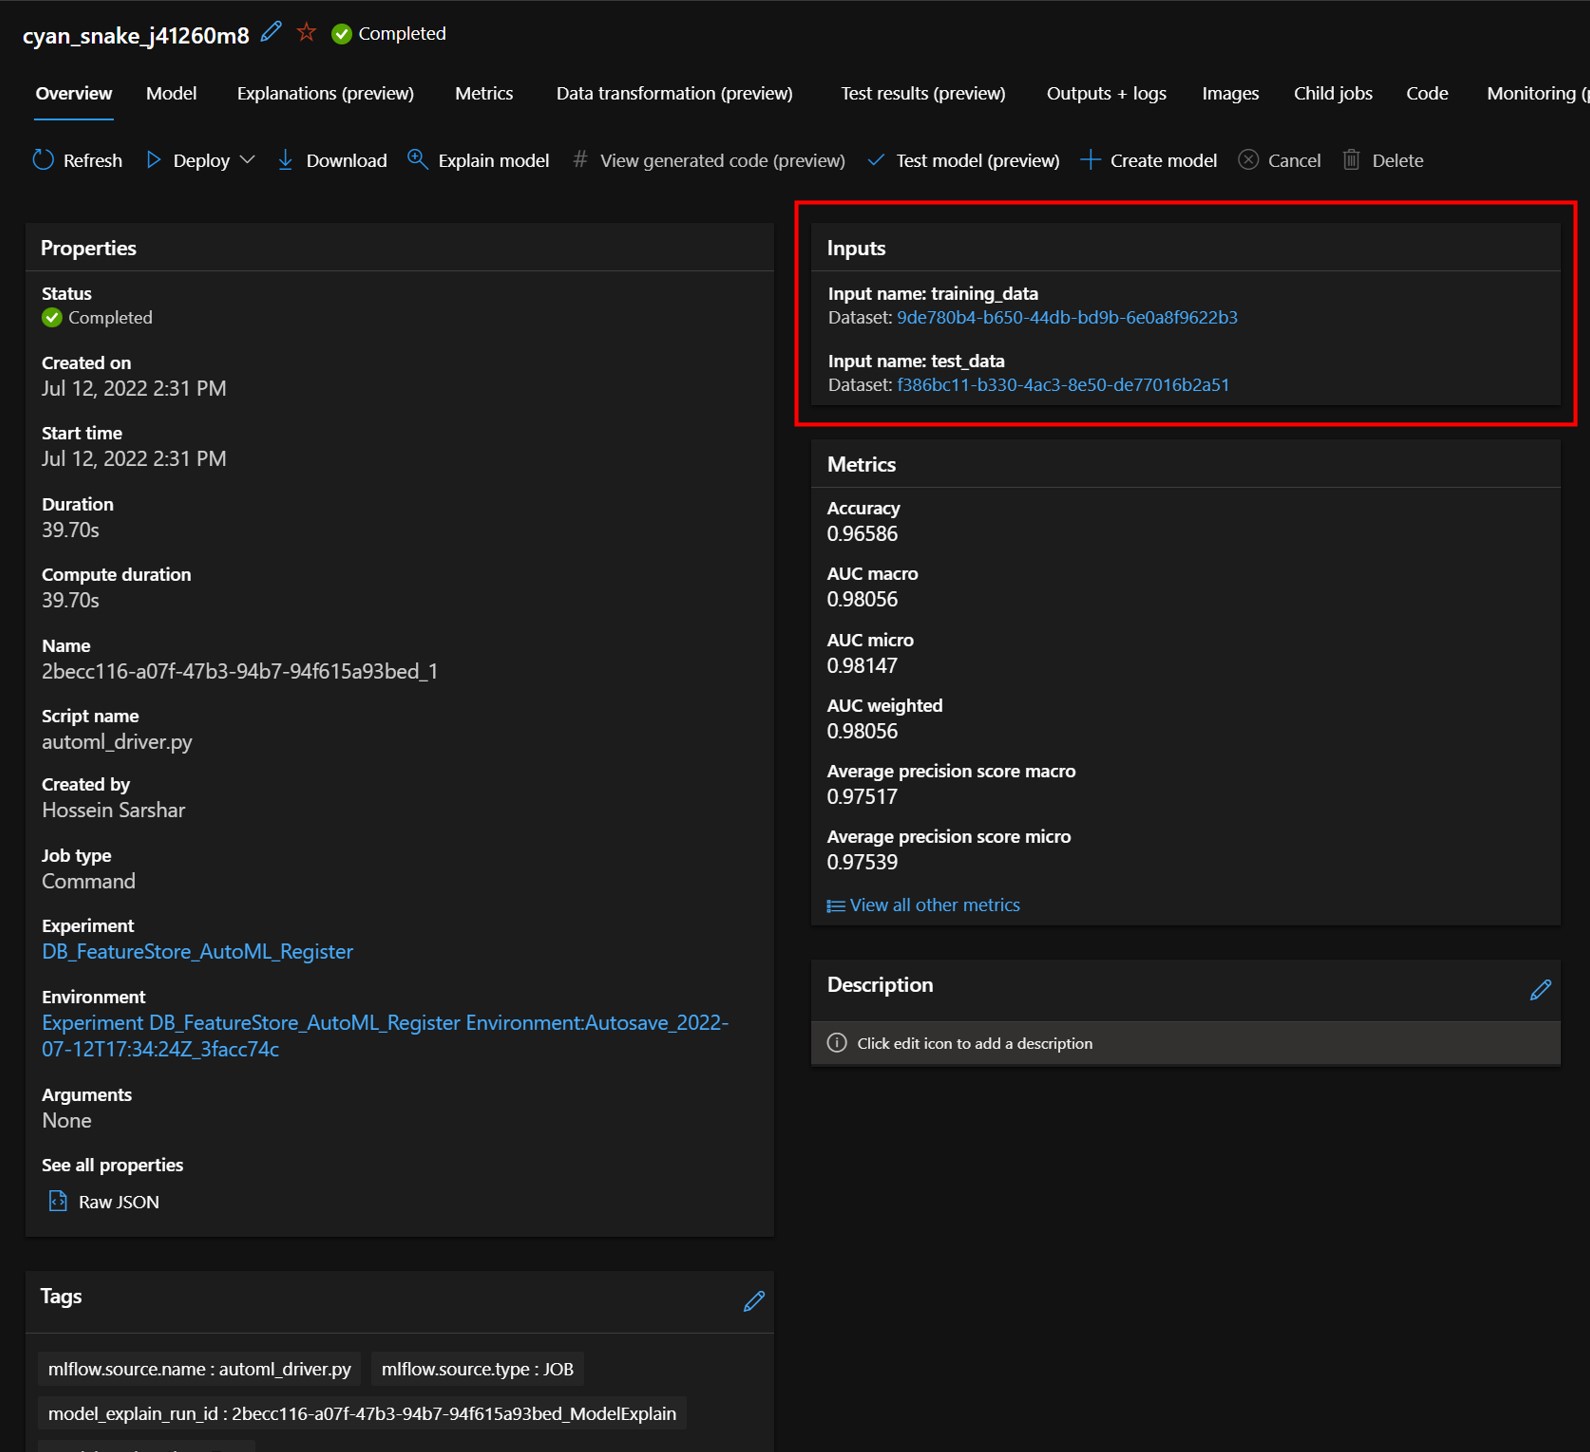 cyan_snake_j41260m8 Completed
Overview Model Explanations (preview) Metrics Data transformation (preview) Test results (preview) Outputs + logs Images Child jobs Code Monitoring (
Refresh Deploy Download Explain model # View generated code (preview) Test model (preview) Create model Cancel Delete
Properties
Status
Completed
Created on
Jul 12, 2022 2:31 PM
Start time
Jul 12, 2022 2:31 PM
Duration
39.70s
Compute duration
39.70s
Name
2becc116-a07f-47b3-94b7-94f615a93bed_1
Script name
automl_driver.py
Created by
Hossein Sarshar
Job type
Command
Experiment
DB_FeatureStore_AutoML_Register
Environment
Experiment DB_FeatureStore_AutoML_Register Environment:Autosave_2022-
07-12T17:34:24Z_3facc74c
Arguments
None
See all properties
Raw JSON
Tags
mlflow.source.name : automl_driver.py mlflow.source.type : JOB
model_explain_run_id : 2becc116-a07f-47b3-94b7-94f615a93bed_ModelExplain
Inputs
Input name: training_data
Dataset: 9de780b4-b650-44db-bd9b-6e0a8f9622b3
Input name: test_data
Dataset: f386bc11-b330-4ac3-8e50-de77016b2a51
Metrics
Accuracy
0.96586
AUC macro
0.98056
AUC micro
0.98147
AUC weighted
0.98056
Average precision score macro
0.97517
Average precision score micro
0.97539
View all other metrics
Description
Click edit icon to add a description